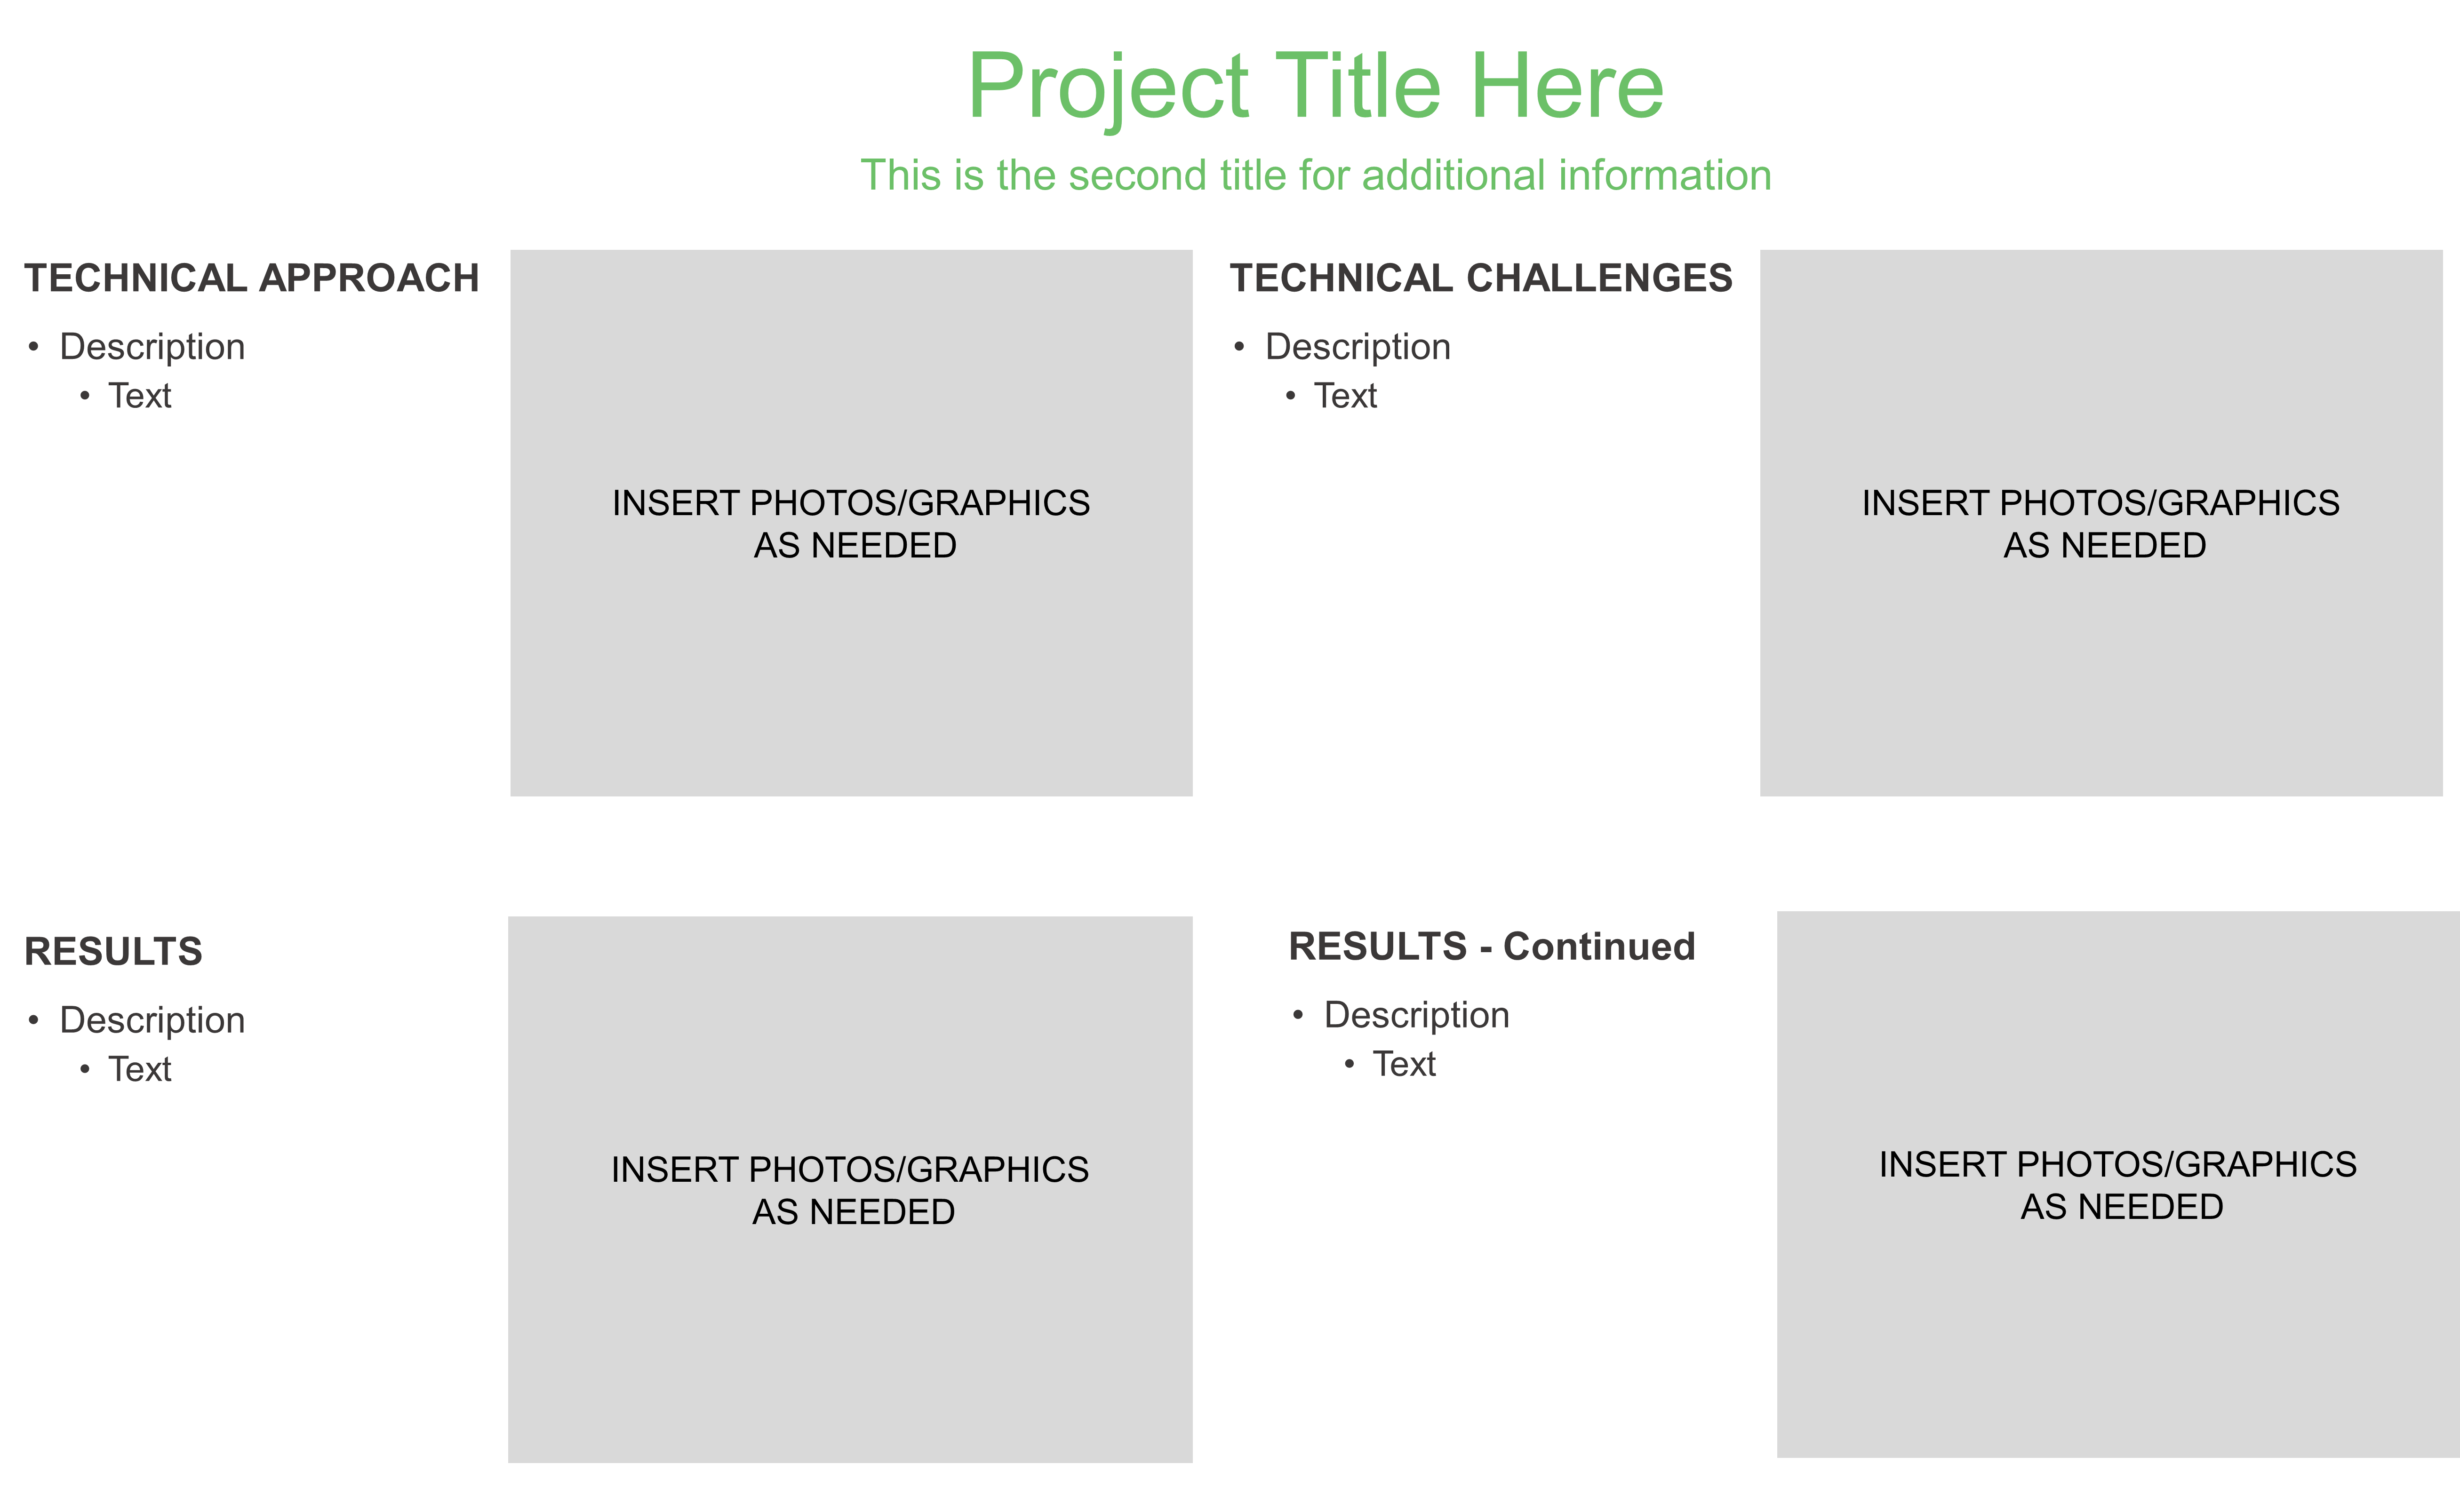 Project Title Here
This is the second title for additional information
TECHNICAL APPROACH
• Description
• Text
INSERT PHOTOS/GRAPHICS
AS NEEDED
TECHNICAL CHALLENGES
• Description
• Text
INSERT PHOTOS/GRAPHICS
AS NEEDED
RESULTS
• Description
• Text
INSERT PHOTOS/GRAPHICS
AS NEEDED
RESULTS - Continued
• Description
• Text
INSERT PHOTOS/GRAPHICS
AS NEEDED